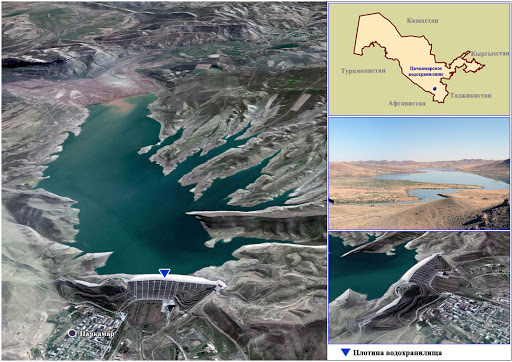 Казахстан
Кыргызстан
Пачкамарское
водохранилище
Туркменистан
Таджикистан
Афганистан
Пачкамар
Плотина водохранилища